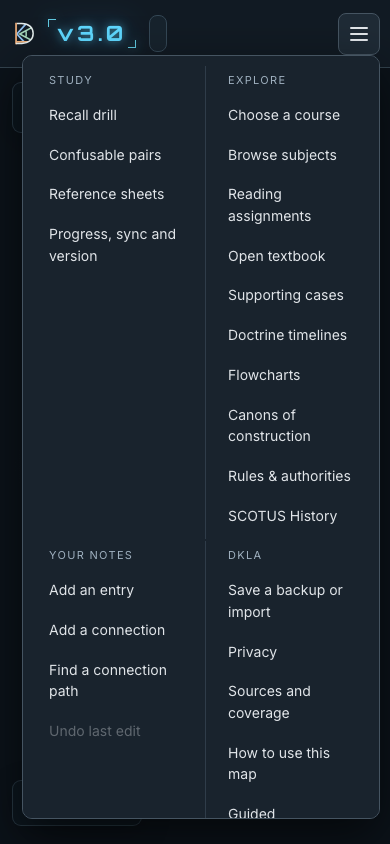 v3.0
STUDY
Recall drill
Confusable pairs
Reference sheets
Progress, sync and
version
EXPLORE
Choose a course
Browse subjects
Reading
assignments
Open textbook
Supporting cases
Doctrine timelines
Flowcharts
Canons of
construction
Rules & authorities
SCOTUS History
YOUR NOTES
Add an entry
Add a connection
Find a connection
path
Undo last edit
DKLA
Save a backup or
import
Privacy
Sources and
coverage
How to use this
map
Guided